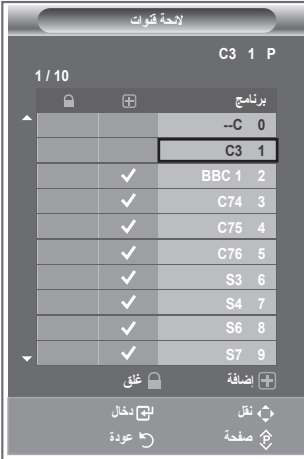 لائحة قنوات
C3 1 P
1 / 10
برنامج
0 C--
1 C3
2 BBC 1
3 C74
4 C75
5 C76
6 S3
7 S4
8 S6
9 S7
إضافة غلق
نقل دخال
صفحة عودة